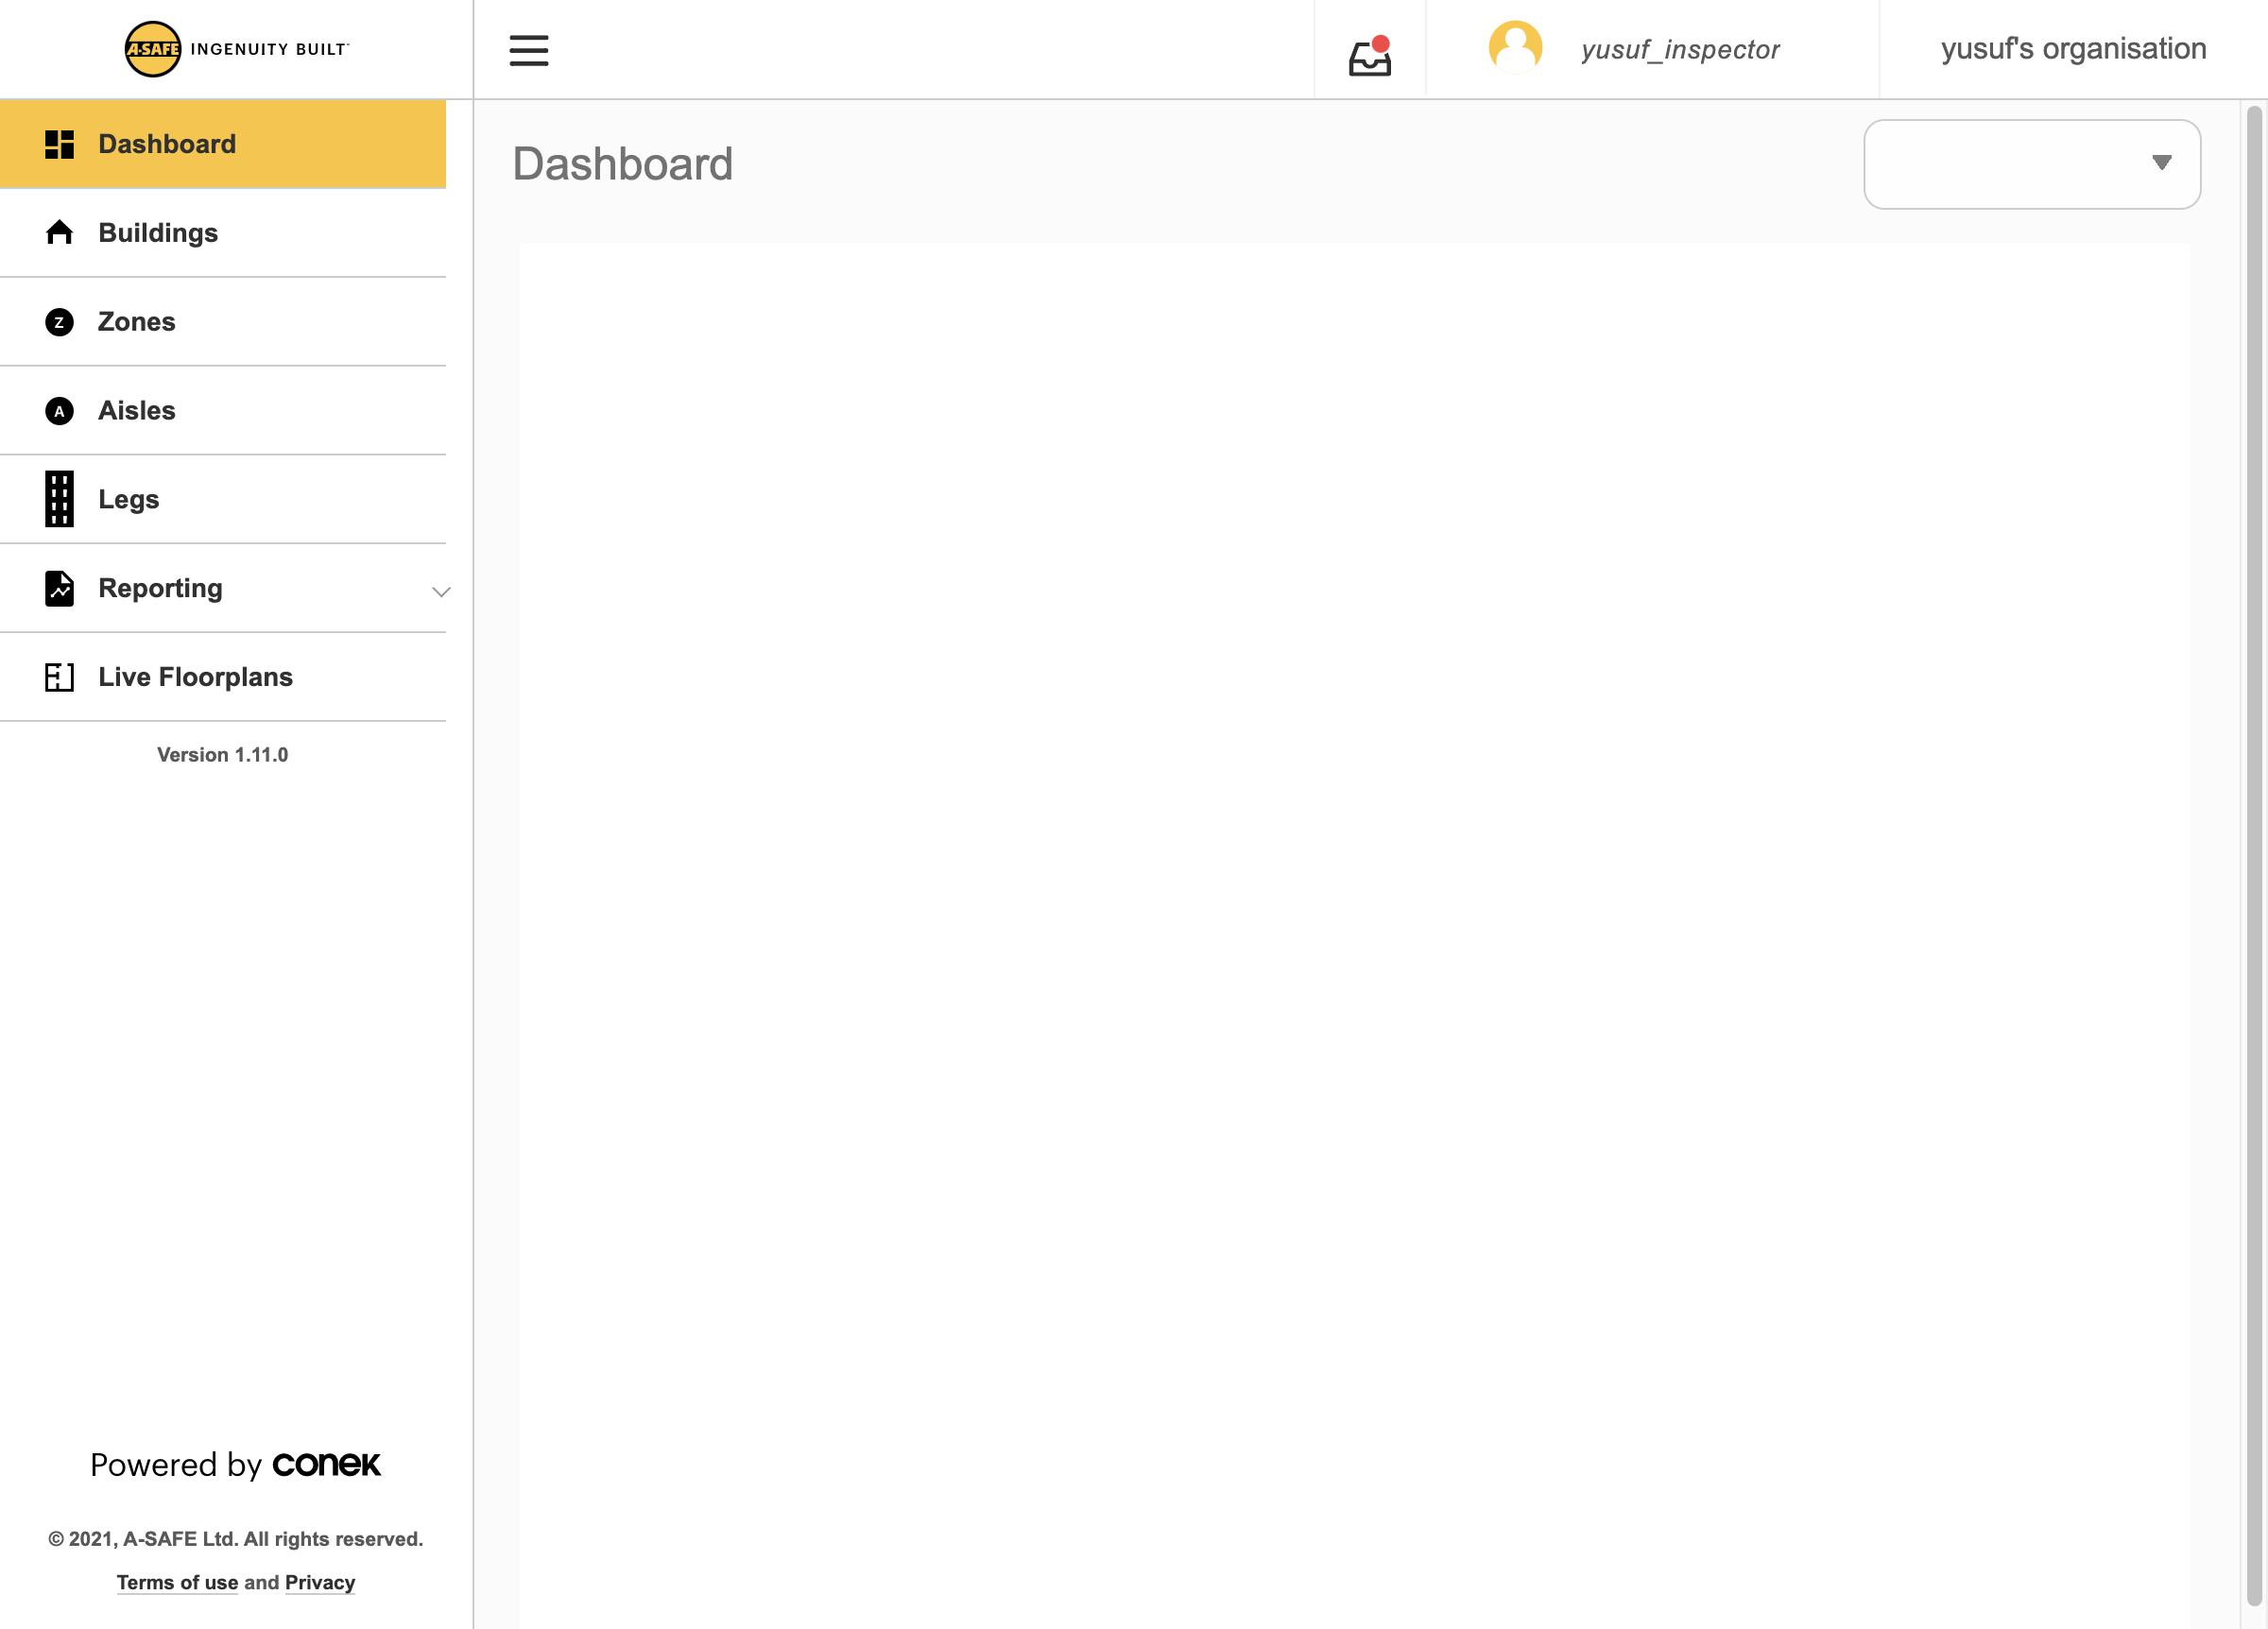 A-SAFE INGENUITY BUILT
yusuf_inspector
yusuf's organisation
Dashboard
Buildings
Z Zones
A Aisles
Legs
Reporting
Live Floorplans
Version 1.11.0
Powered by conek
© 2021, A-SAFE Ltd. All rights reserved.
Terms of use and Privacy
Dashboard